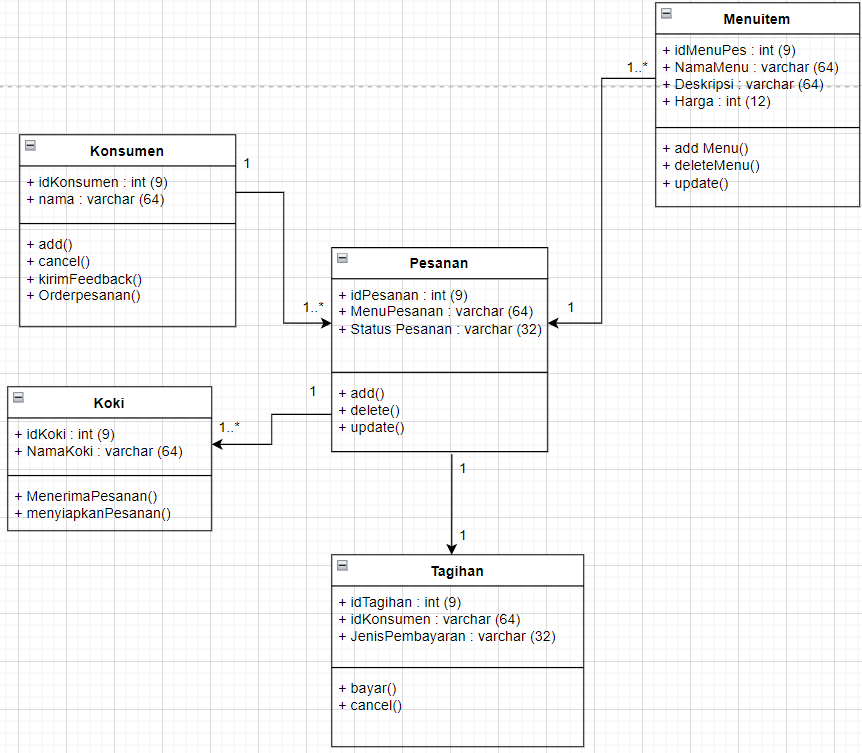 Menuitem
+ idMenuPes : int (9)
+ NamaMenu : varchar (64)
+ Deskripsi : varchar (64)
+ Harga : int (12)
+ add Menu()
+ deleteMenu()
+ update()
1..*
1
Konsumen
+ idKonsumen : int (9)
+ nama : varchar (64)
+ add()
+ cancel()
+ kirimFeedback()
+ Orderpesanan()
1
1..*
Pesanan
+ idPesanan : int (9)
+ MenuPesanan : varchar (64)
+ Status Pesanan : varchar (32)
+ add()
+ delete()
+ update()
1
1..*
Koki
+ idKoki : int (9)
+ NamaKoki : varchar (64)
+ MenerimaPesanan()
+ menyiapkanPesanan()
1
1
Tagihan
+ idTagihan : int (9)
+ idKonsumen : varchar (64)
+ JenisPembayaran : varchar (32)
+ bayar()
+ cancel()